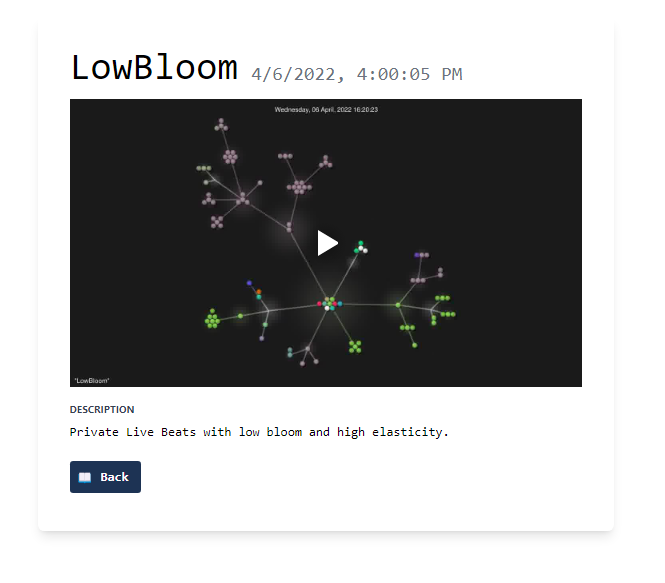 LowBloom 4/6/2022, 4:00:05 PM
Wednesday, 06 April, 2022 16:20:23
"LowBloom"
DESCRIPTION
Private Live Beats with low bloom and high elasticity.
Back